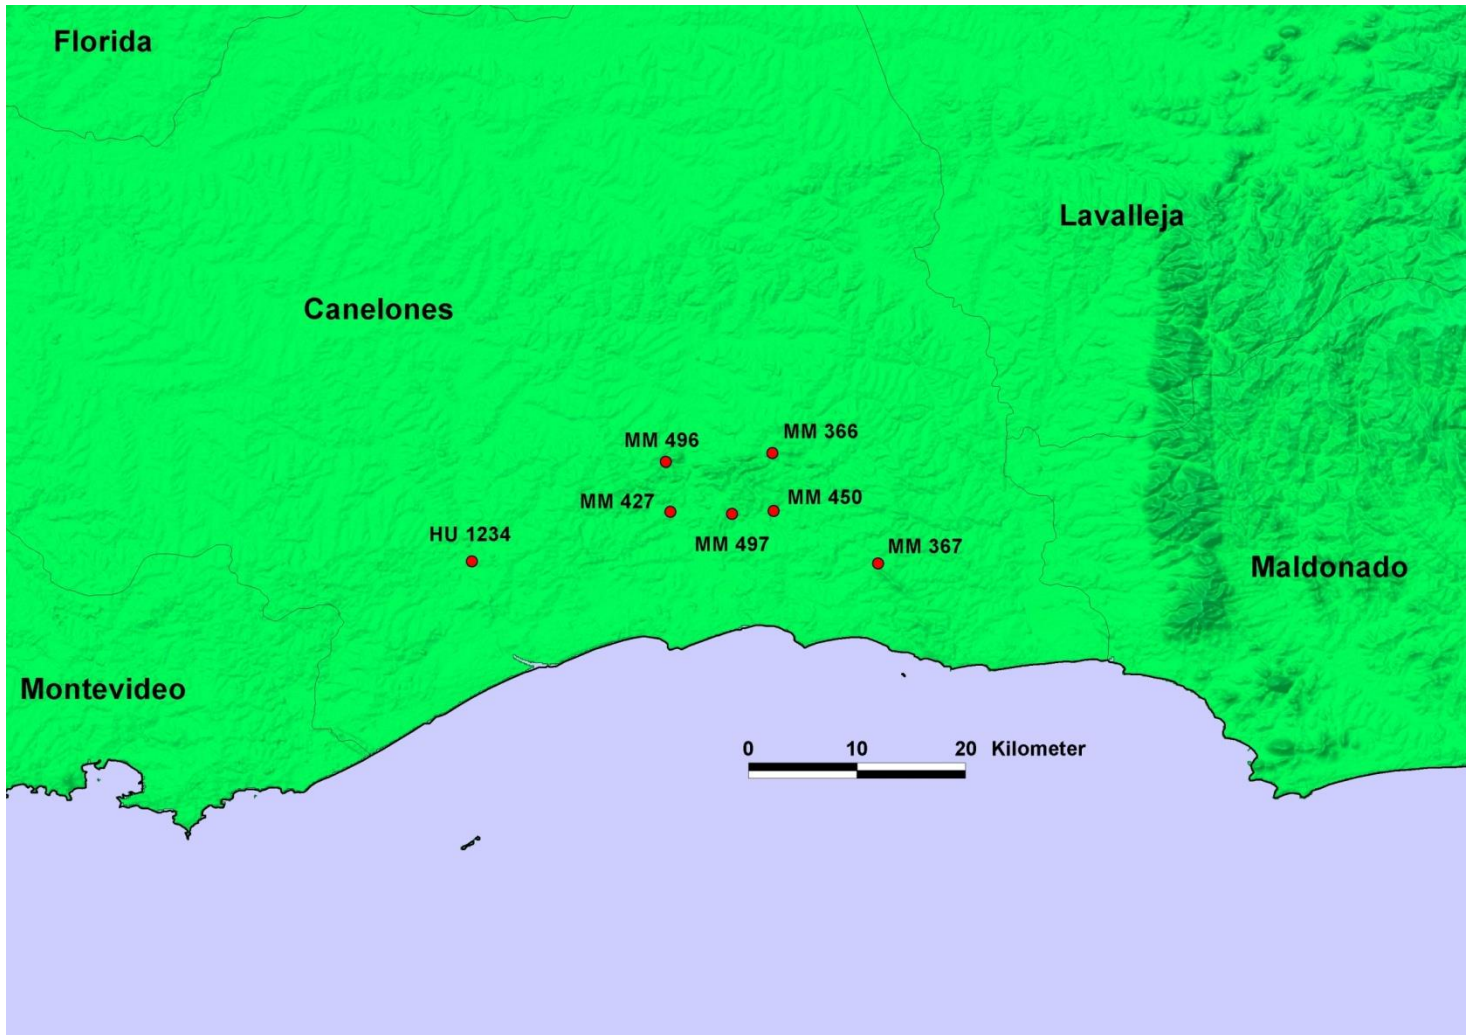 Florida
Lavalleja
Canelones
MM 366
MM 496
MM 427
MM 450
HU 1234
MM 497
MM 367
Maldonado
Montevideo
0 10 20 Kilometer